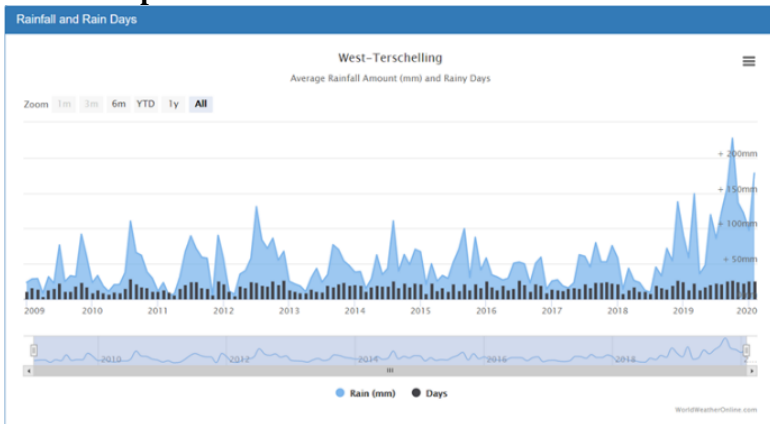 Rainfall and Rain Days
West-Terschelling
Average Rainfall Amount (mm) and Rainy Days
Zoom 1m 3m 6m YTD 1y All
+ 200mm
+ 150mm
+ 100mm
+ 50mm
2009 2010 2011 2012 2013 2014 2015 2016 2017 2018 2019 2020
2010 2012 2014 2016 2018
Rain (mm) Days
WorldWeatherOnline.com